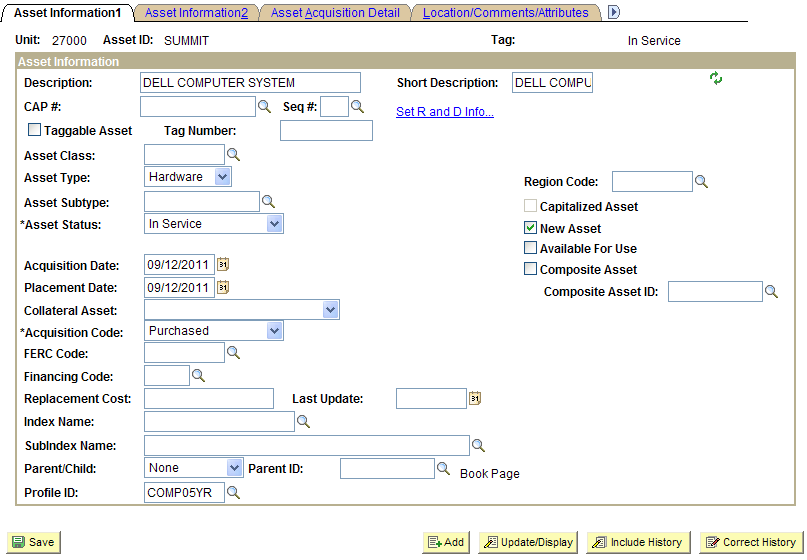 Asset Information1 Asset Information2 Asset Acquisition Detail Location/Comments/Attributes
Unit: 27000 Asset ID: SUMMIT Tag: In Service
Asset Information
Description: DELL COMPUTER SYSTEM Short Description: DELL COMPU
CAP #: Seq #: Set R and D Info...
Taggable Asset Tag Number:
Asset Class:
Asset Type: Hardware Region Code:
Asset Subtype: Capitalized Asset
*Asset Status: In Service New Asset
Available For Use
Acquisition Date: 09/12/2011 31 Composite Asset
Placement Date: 09/12/2011 31 Composite Asset ID:
Collateral Asset:
*Acquisition Code: Purchased
FERC Code:
Financing Code:
Replacement Cost: Last Update: 31
Index Name:
SubIndex Name:
Parent/Child: None Parent ID: Book Page
Profile ID: COMP05YR
Save Add Update/Display Include History Correct History